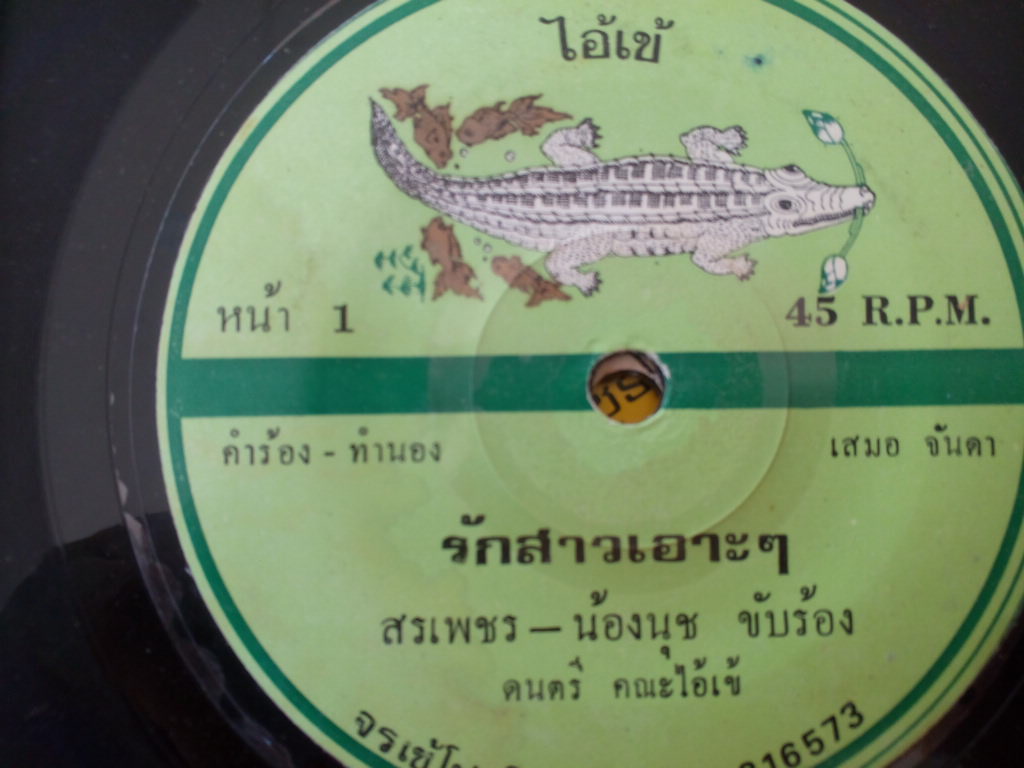 ไอ้เข้
หน้า 1 45 R.P.M.
คำร้อง - ทำนอง เสมอ จันดา
รักสาวเอาะๆ
สรเพชร - น้องนุช ขับร้อง
ดนตรี คณะไอ้เข้
16573